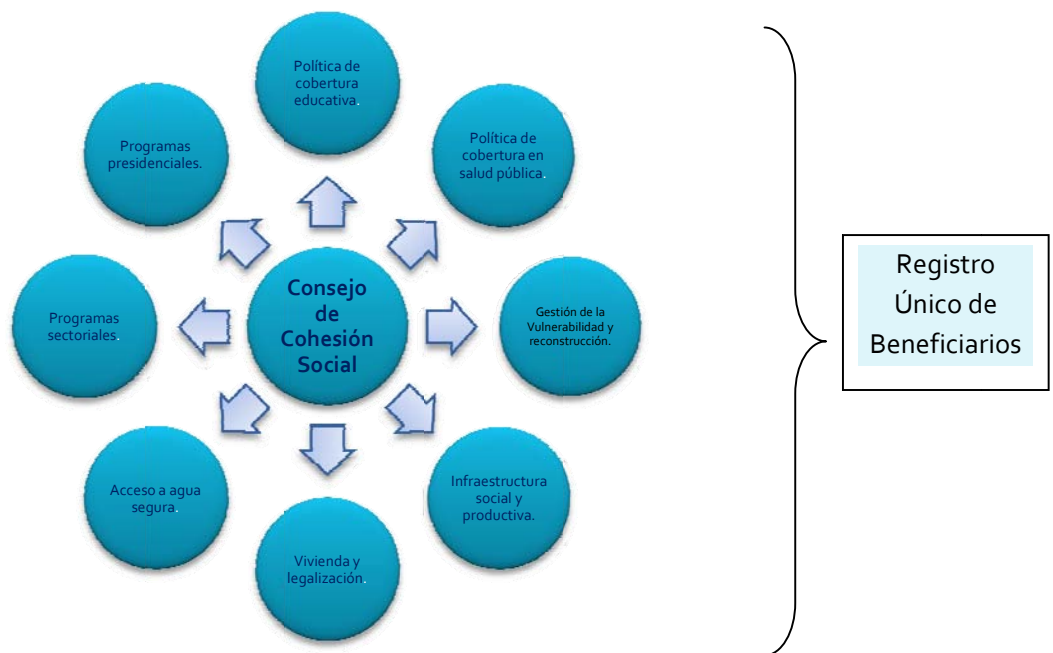 Política de
cobertura
educativa.
Política de
cobertura en
salud pública.
Gestión de la
Vulnerabilidad y
reconstrucción.
Infraestructura
social y
productiva.
Vivienda y
legalización.
Acceso a agua
segura.
Programas
sectoriales.
Programas
presidenciales.
Consejo
de
Cohesión
Social
Registro
Único de
Beneficiarios